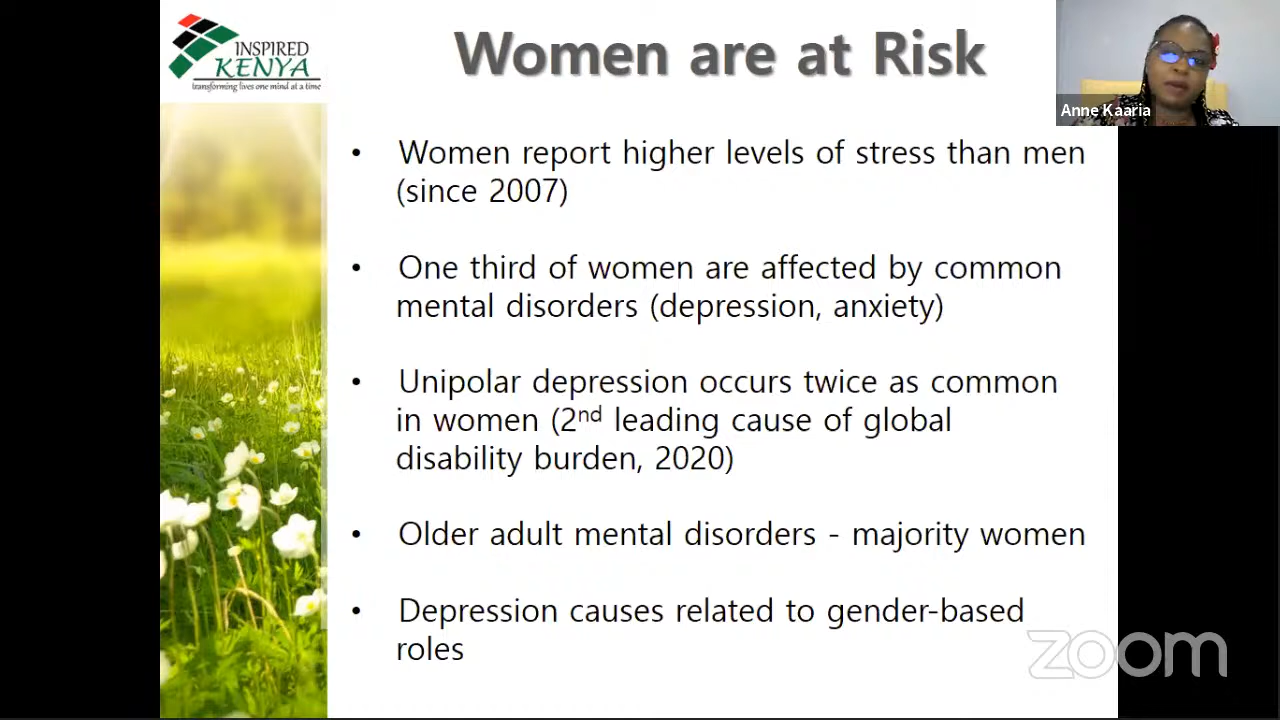 INSPIRED
KENYA
transforming lives one mind at a time
Women are at Risk
Anne Kaaria
• Women report higher levels of stress than men
(since 2007)
• One third of women are affected by common
mental disorders (depression, anxiety)
• Unipolar depression occurs twice as common
in women (2nd leading cause of global
disability burden, 2020)
• Older adult mental disorders - majority women
• Depression causes related to gender-based
roles
zoom